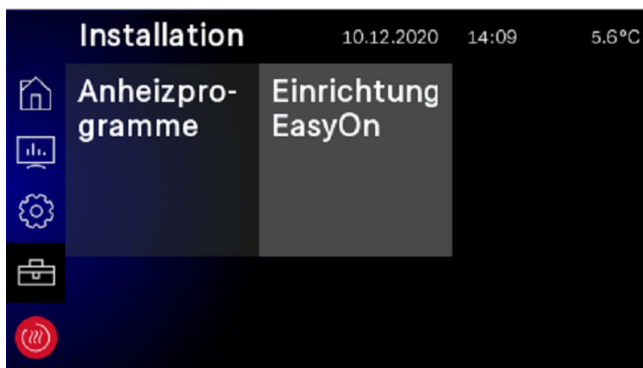 Installation 10.12.2020 14:09 5.6°C
Anheizpro-
gramme
Einrichtung
EasyOn